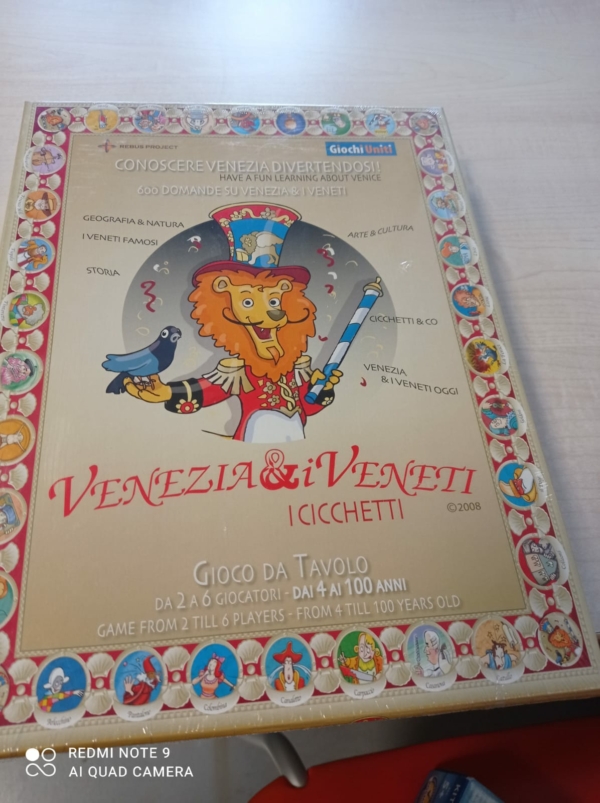 REBUS PROJECT
Giochi Uniti
CONOSCERE VENEZIA DIVERTENDOSI!
HAVE A FUN LEARNING ABOUT VENICE
666 DOMANDE SU VENEZIA & I VENETI
GEOGRAFIA & NATURA
ARTE & CULTURA
I VENETI FAMOSI
STORIA
CICCHETTI & CO
VENEZIA
& I VENETI OGGI
VENEZIA & i VENETI
I CICCHETTI
©2008
GIOCO DA TAVOLO
DA 2 A 6 GIOCATORI - DAI 4 AI 100 ANNI
GAME FROM 2 TILL 6 PLAYERS - FROM 4 TILL 100 YEARS OLD
Pantalone
Colombina
Casanova
REDMI NOTE 9
AI QUAD CAMERA